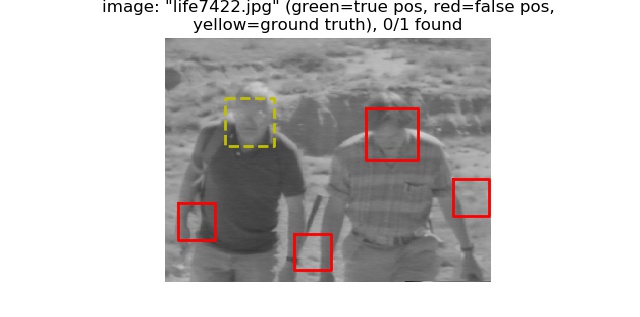 image: "life7422.jpg" (green=true pos, red=false pos,
yellow=ground truth), 0/1 found